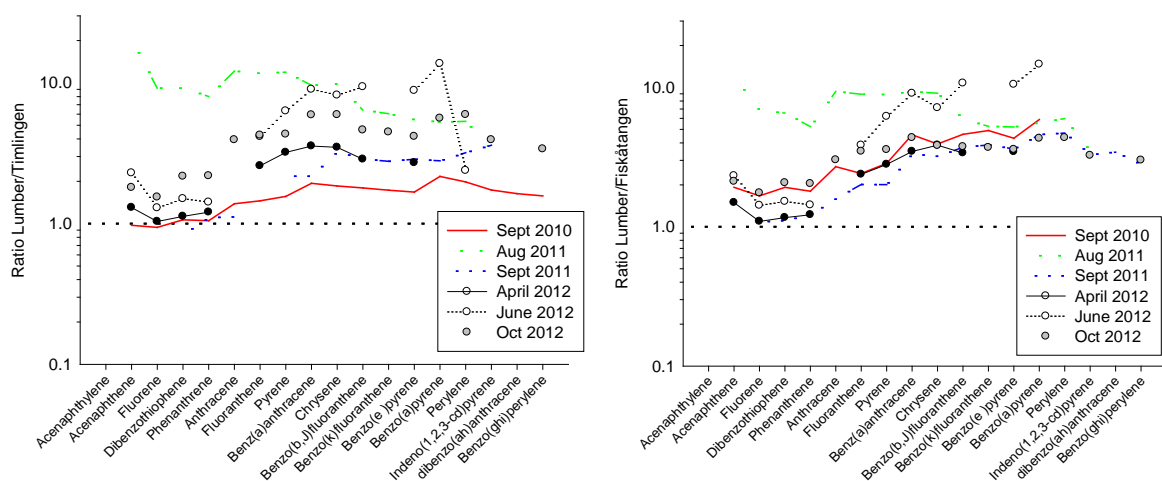 Ratio Lumber/Timlingen
10.0
1.0
0.1
Sept 2010
Aug 2011
Sept 2011
April 2012
June 2012
Oct 2012
Acenaphthylene
Acenaphthene
Fluorene
Dibenzothiophene
Phenanthrene
Anthracene
Fluoranthene
Pyrene
Benz(a)anthracene
Chrysene
Benzo(b,J)fluoranthene
Benzo(k)fluoranthene
Benzo(e )pyrene
Benzo(a)pyrene
Perylene
Indeno(1,2,3-cd)pyrene
dibenzo(ah)anthracene
Benzo(ghi)perylene
Ratio Lumber/Fiskåtangen
10.0
1.0
0.1
Sept 2010
Aug 2011
Sept 2011
April 2012
June 2012
Oct 2012
Acenaphthylene
Acenaphthene
Fluorene
Dibenzothiophene
Phenanthrene
Anthracene
Fluoranthene
Pyrene
Benz(a)anthracene
Chrysene
Benzo(b,J)fluoranthene
Benzo(k)fluoranthene
Benzo(e )pyrene
Benzo(a)pyrene
Perylene
Indeno(1,2,3-cd)pyrene
dibenzo(ah)anthracene
Benzo(ghi)perylene